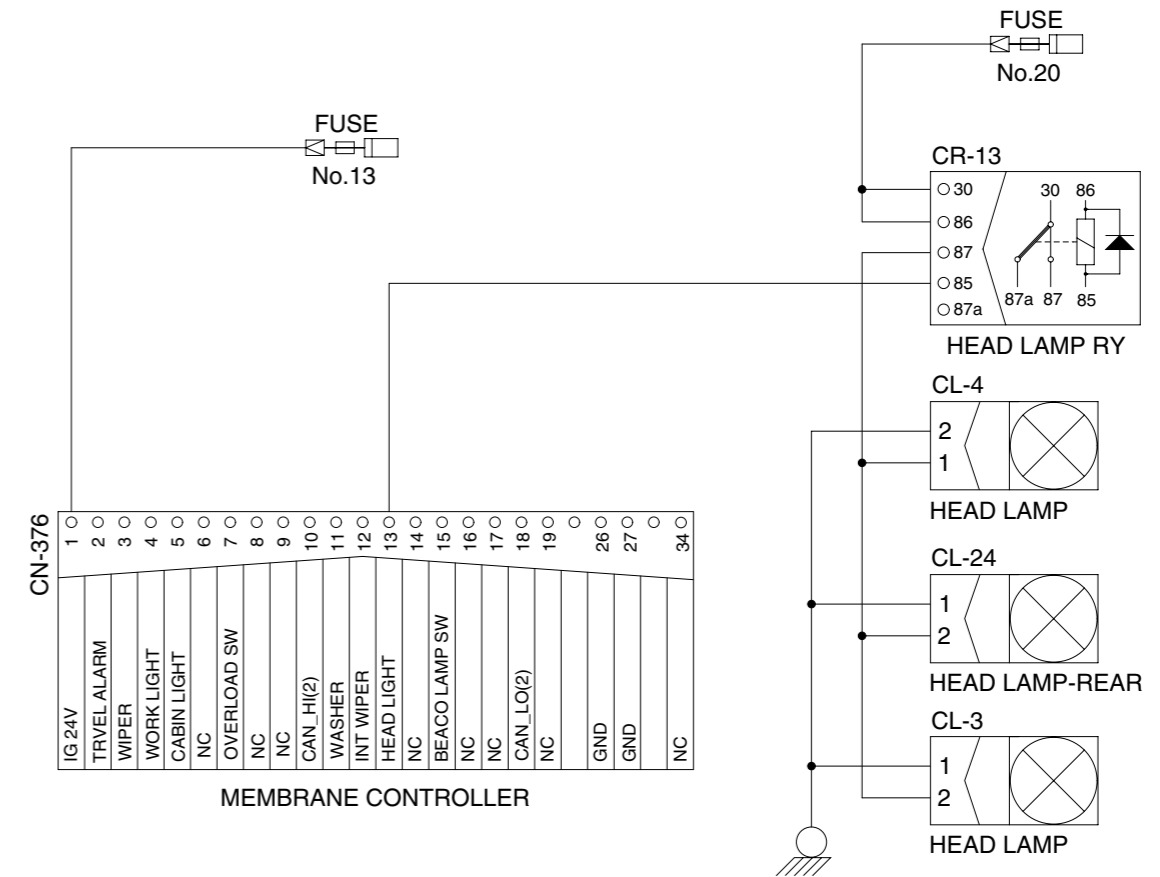 FUSE
No.20
FUSE
No.13
CR-13
30
86
87
85
87a
30 86
87a 87 85
HEAD LAMP RY
CL-4
2
1
HEAD LAMP
CL-24
1
2
HEAD LAMP-REAR
CL-3
1
2
HEAD LAMP
CN-376
1 2 3 4 5 6 7 8 9 10 11 12 13 14 15 16 17 18 19 26 27 34
IG 24V
TRVEL ALARM
WIPER
WORK LIGHT
CABIN LIGHT
NC
OVERLOAD SW
NC
NC
CAN_HI(2)
WASHER
INT WIPER
HEAD LIGHT
NC
BEACO LAMP SW
NC
NC
CAN_LO(2)
NC
GND
GND
NC
MEMBRANE CONTROLLER